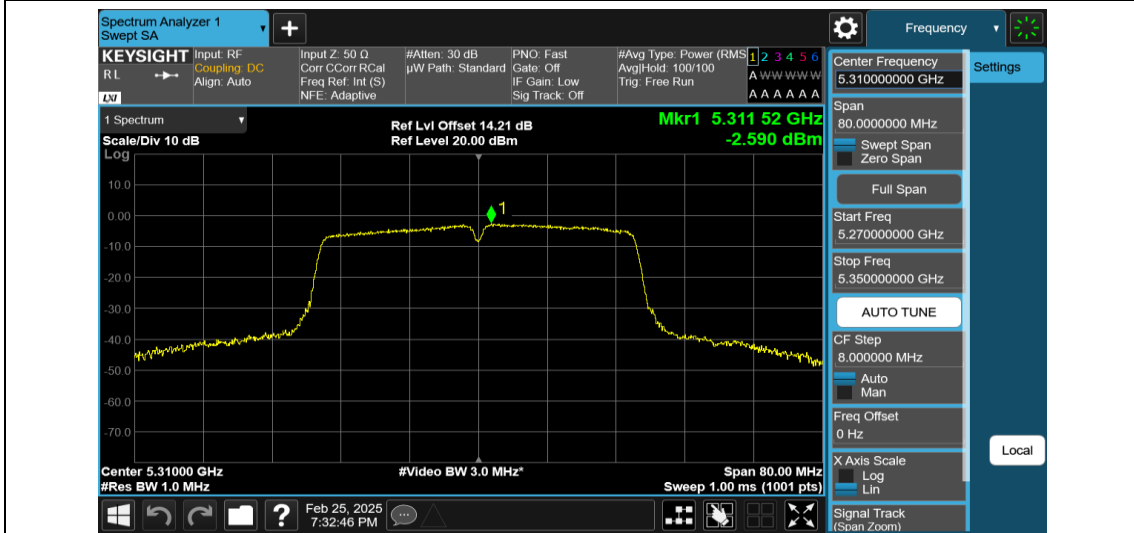 Spectrum Analyzer 1
Swept SA
Frequency
KEYSIGHT
RL
LXI
Input: RF
Coupling: DC
Align: Auto
Input Z: 50 Ω
Corr CCorr RCal
Freq Ref: Int (S)
NFE: Adaptive
#Atten: 30 dB
µW Path: Standard
PNO: Fast
Gate: Off
IF Gain: Low
Sig Track: Off
#Avg Type: Power (RMS
Avg|Hold: 100/100
Trig: Free Run
1 2 3 4 5 6
A W W W W W
A A A A A A
Center Frequency
5.310000000 GHz
Settings
1 Spectrum
Scale/Div 10 dB
Ref Lvl Offset 14.21 dB
Ref Level 20.00 dBm
Mkr1 5.311 52 GHz
-2.590 dBm
Log
10.0
0.00
-10.0
-20.0
-30.0
-40.0
-50.0
-60.0
-70.0
1
Center 5.31000 GHz
#Res BW 1.0 MHz
#Video BW 3.0 MHz*
Span 80.00 MHz
Sweep 1.00 ms (1001 pts)
Span
80.0000000 MHz
Swept Span
Zero Span
Full Span
Start Freq
5.270000000 GHz
Stop Freq
5.350000000 GHz
AUTO TUNE
CF Step
8.000000 MHz
Auto
Man
Freq Offset
0 Hz
X Axis Scale
Log
Lin
Signal Track
(Span Zoom)
Local
?
Feb 25, 2025
7:32:46 PM